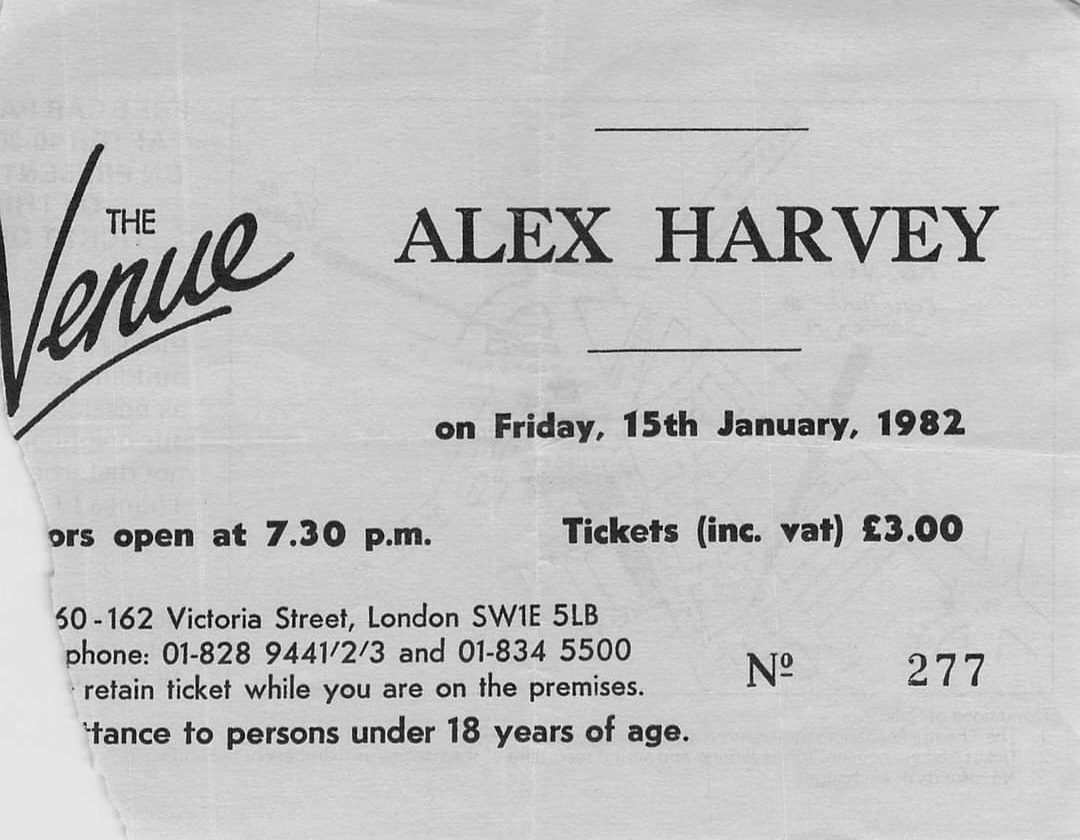 THE
Venue
ALEX HARVEY
on Friday, 15th January, 1982
ors open at 7.30 p.m.
Tickets (inc. vat) £3.00
60-162 Victoria Street, London SW1E 5LB
phone: 01-828 9441/2/3 and 01-834 5500
retain ticket while you are on the premises.
Nº 277
ttance to persons under 18 years of age.